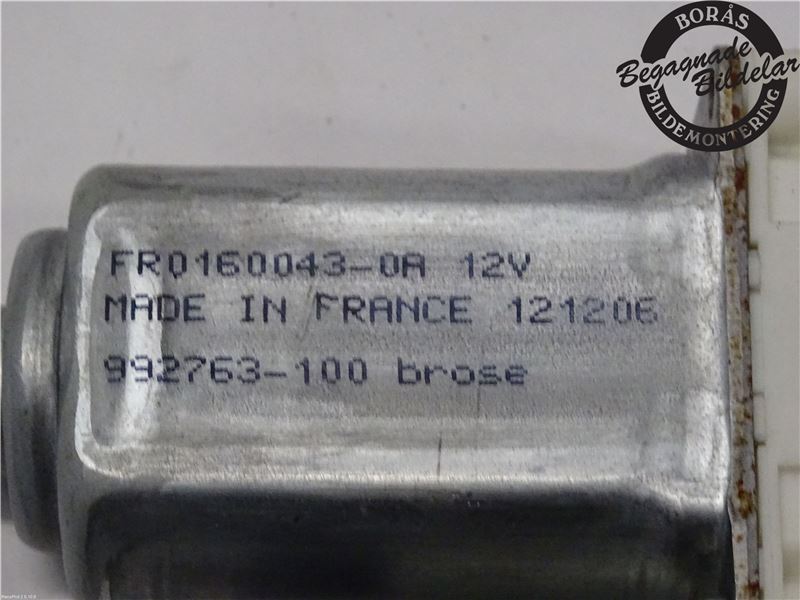 BORÅS
Begagnade
Bildelar
BILDEMONTERING
FR0160043-0A 12V
MADE IN FRANCE 121206
992763-100 brose